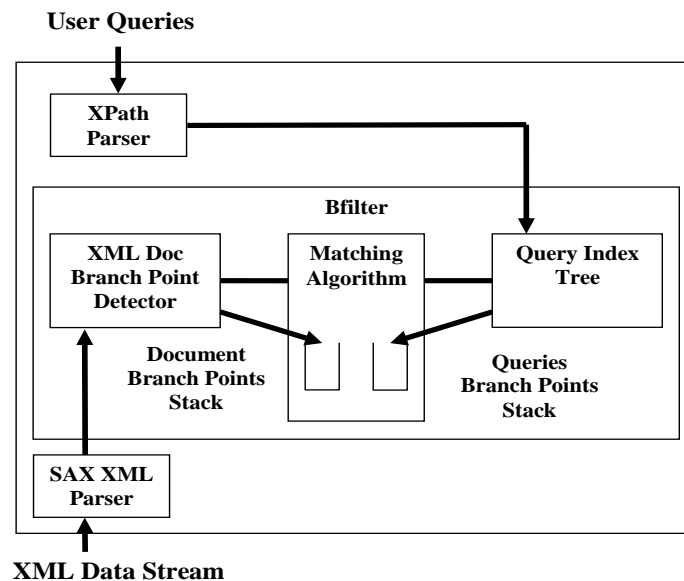 User Queries
XPath
Parser
Bfilter
XML Doc
Branch Point
Detector
Matching
Algorithm
Query Index
Tree
Document
Branch Points
Stack
Queries
Branch Points
Stack
SAX XML
Parser
XML Data Stream